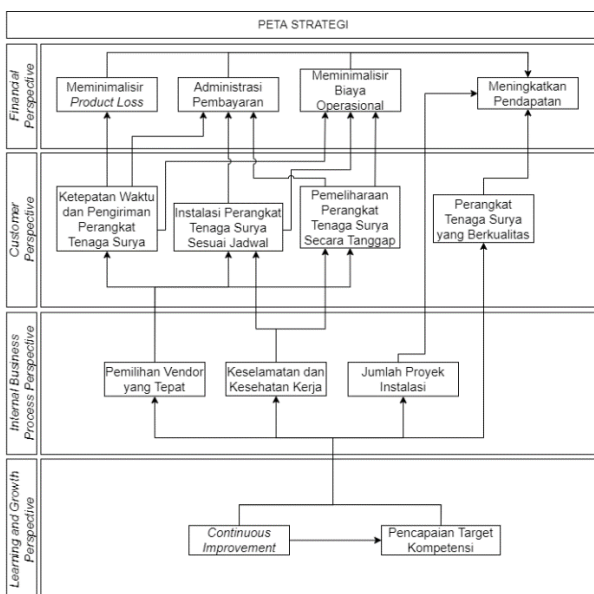 PETA STRATEGI
Financial
Perspective
Meminimalisir
Product Loss
Administrasi
Pembayaran
Meminimalisir
Biaya
Operasional
Meningkatkan
Pendapatan
Customer
Perspective
Ketepatan Waktu
dan Pengiriman
Perangkat
Tenaga Surya
Instalasi Perangkat
Tenaga Surya
Sesuai Jadwal
Pemeliharaan
Perangkat
Tenaga Surya
Secara Tanggap
Perangkat
Tenaga Surya
yang Berkualitas
Internal Business
Process Perspective
Pemilihan Vendor
yang Tepat
Keselamatan dan
Kesehatan Kerja
Jumlah Proyek
Instalasi
Learning and Growth
Perspective
Continuous
Improvement
Pencapaian Target
Kompetensi